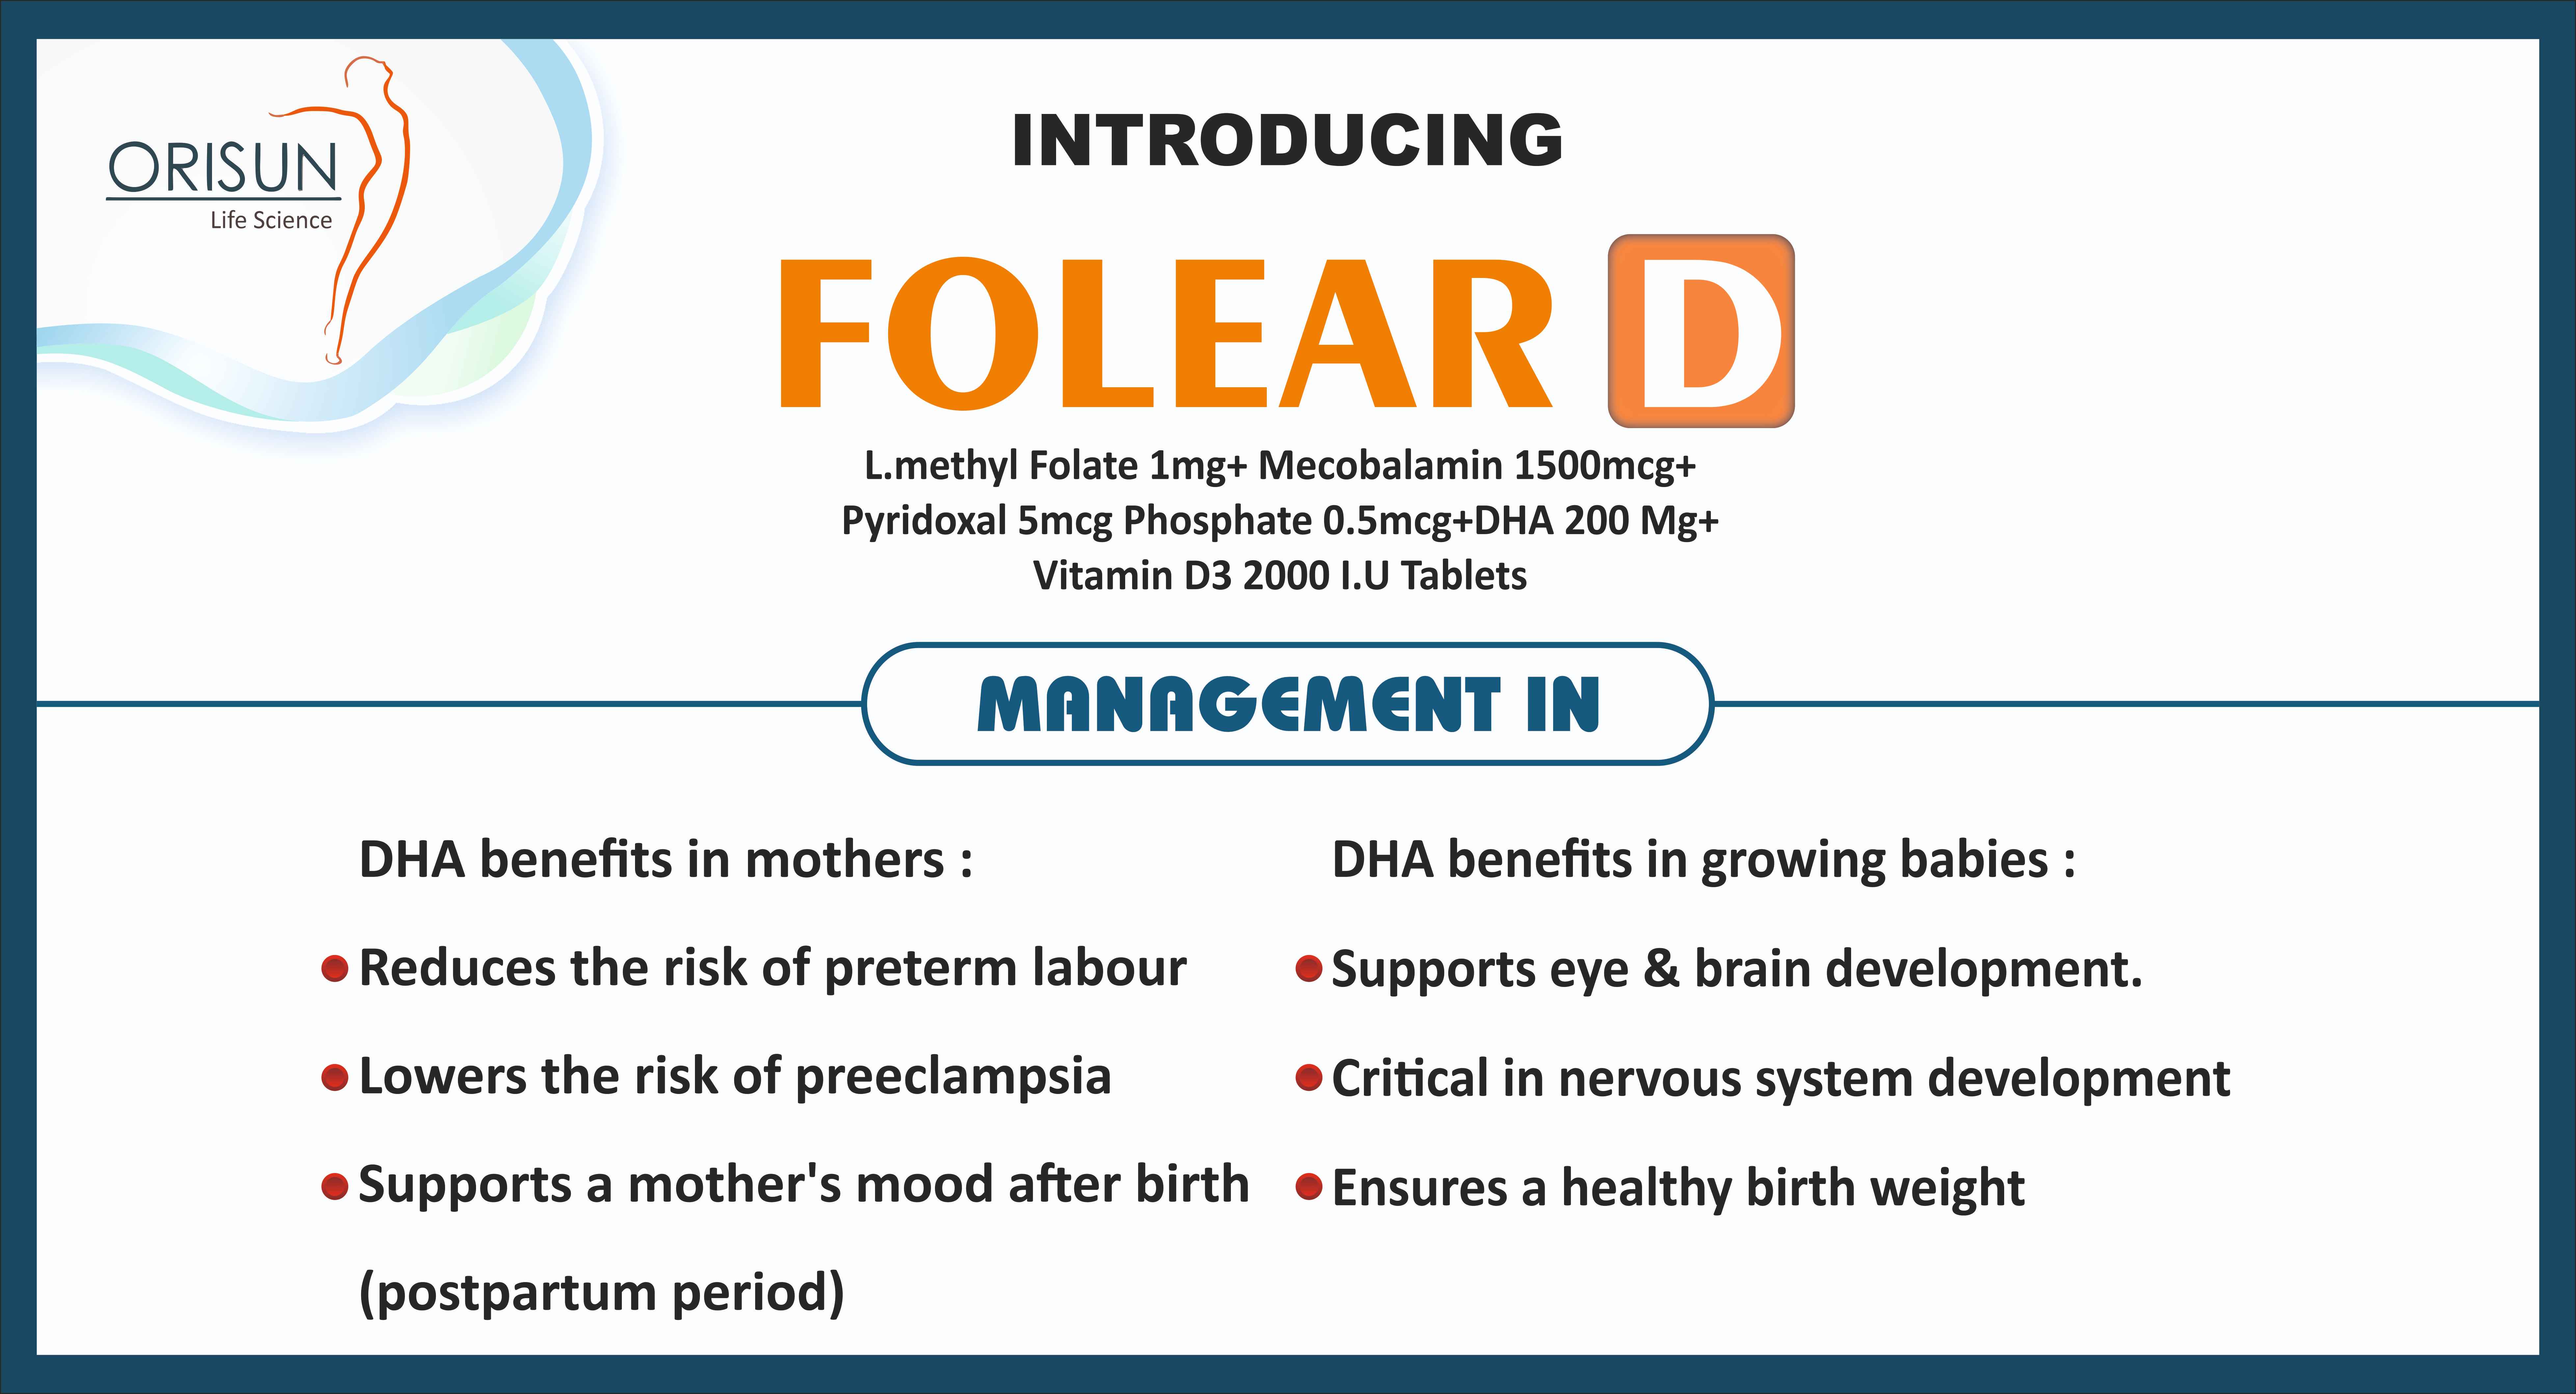 ORISUN
Life Science
INTRODUCING
FOLEAR D
L.methyl Folate 1mg+ Mecobalamin 1500mcg+
Pyridoxal 5mcg Phosphate 0.5mcg+DHA 200 Mg+
Vitamin D3 2000 I.U Tablets
MANAGEMENT IN
DHA benefits in mothers :
Reduces the risk of preterm labour
Lowers the risk of preeclampsia
Supports a mother's mood after birth
(postpartum period)
DHA benefits in growing babies :
Supports eye & brain development.
Critical in nervous system development
Ensures a healthy birth weight